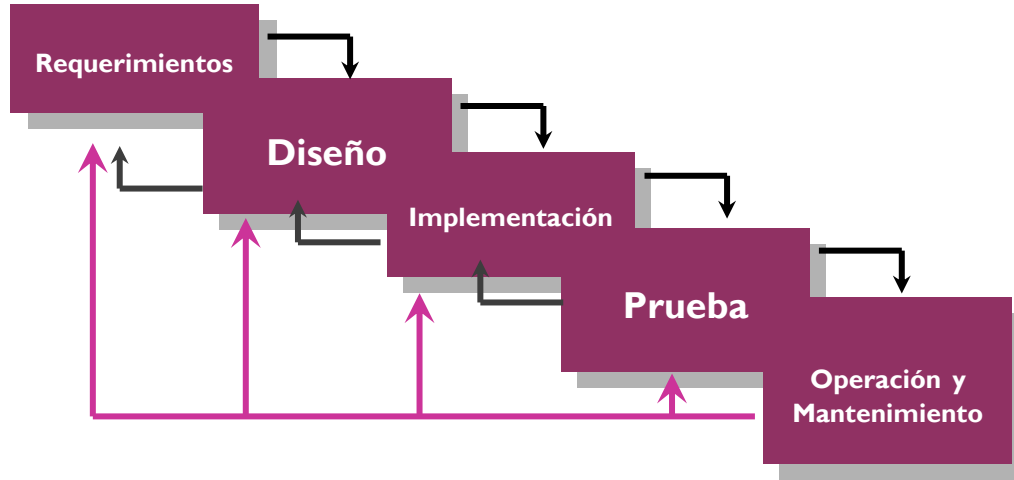 Requerimientos
Diseño
Implementación
Prueba
Operación y
Mantenimiento